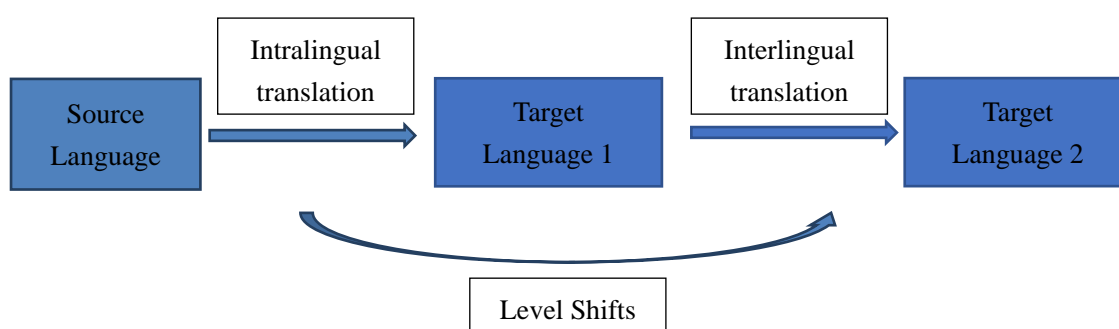 Intralingual
translation
Interlingual
translation
Source
Language
Target
Language 1
Target
Language 2
Level Shifts